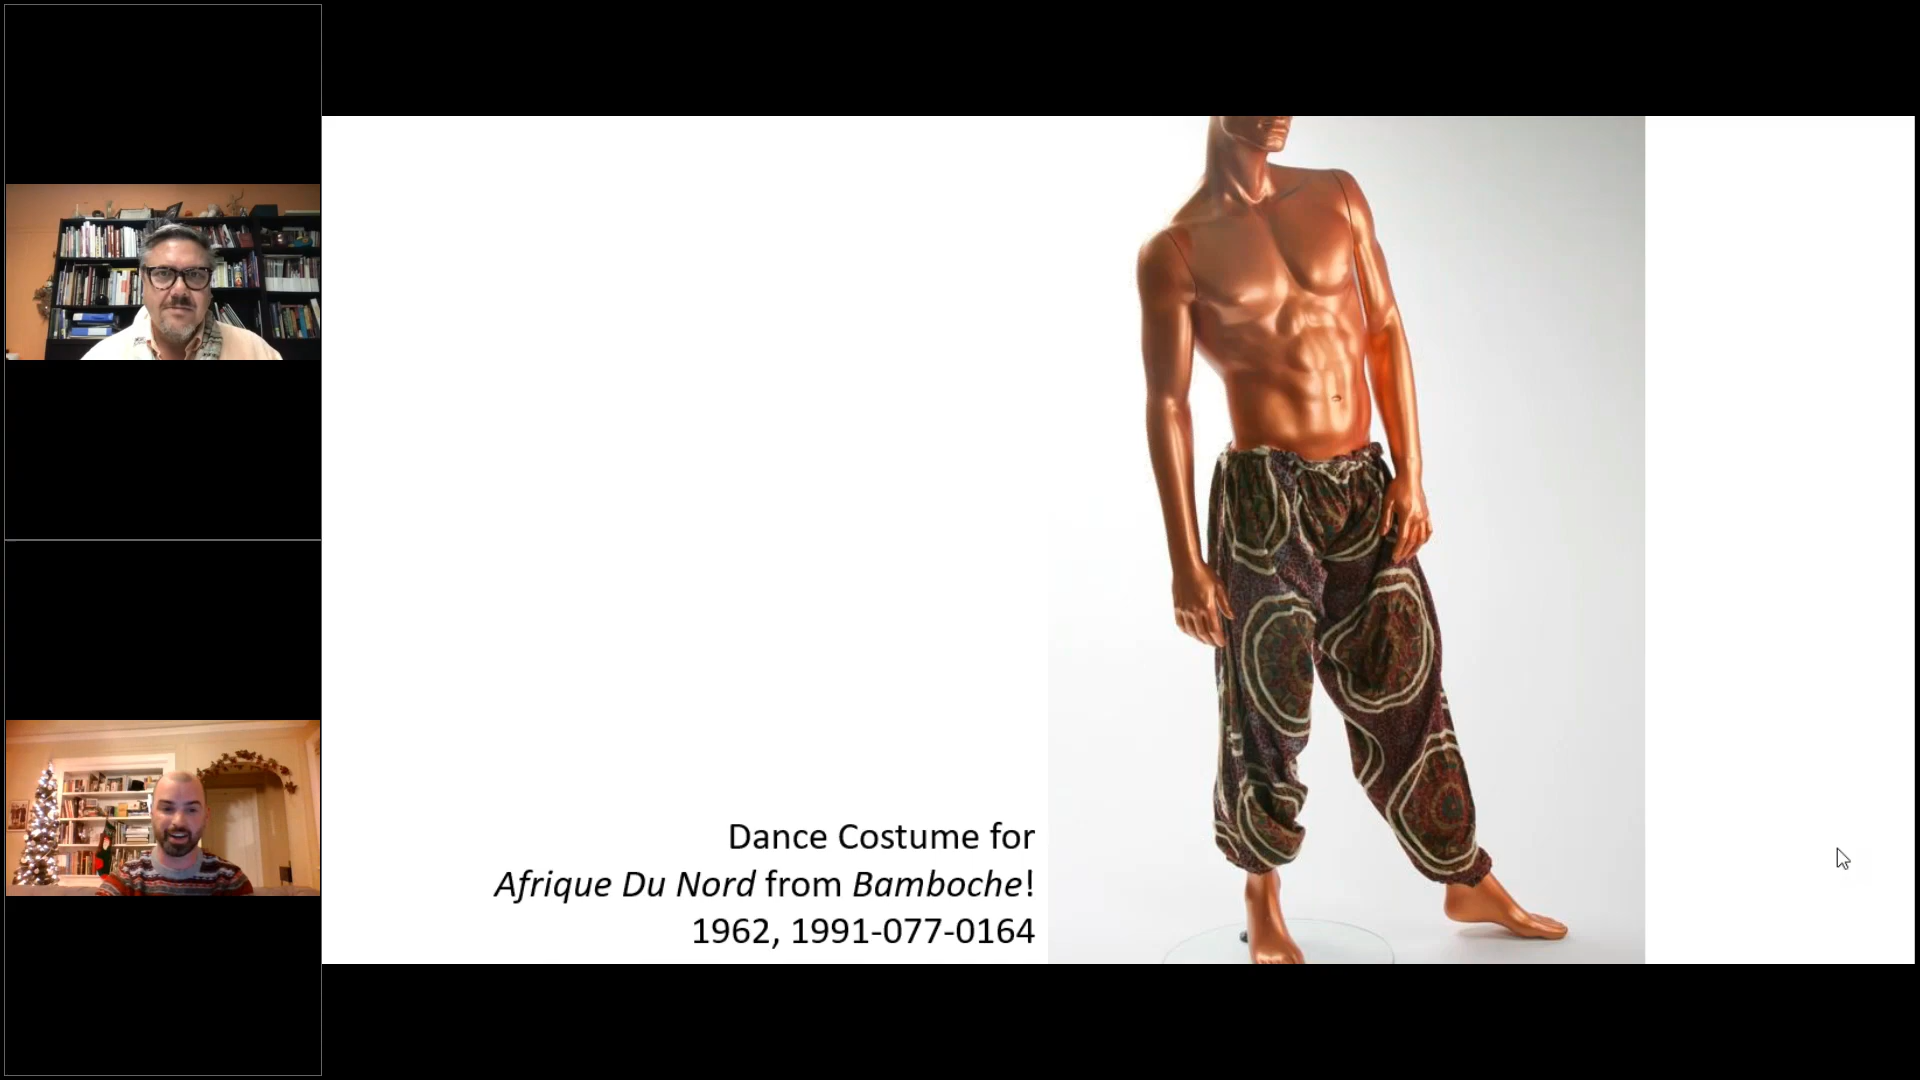 Dance Costume for
Afrique Du Nord from Bamboche!
1962, 1991-077-0164